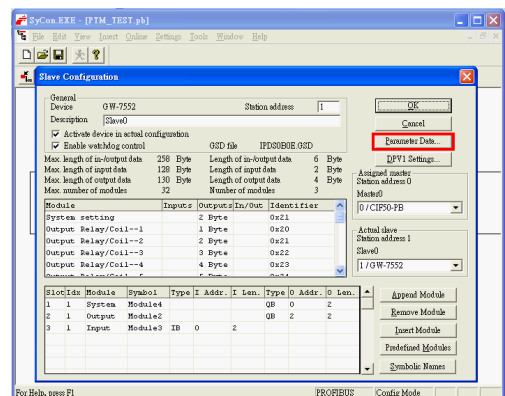 SyCon.EXE - [PTM_TEST.pb]
File Edit View Insert Online Settings Tools Window Help
Slave Configuration
General
Device GW-7552 Station address 1
Description Slave0
Activate device in actual configuration
Enable watchdog control GSD file IPDS0B0E.GSD
Max. length of in-/output data 258 Byte Length of in-/output data 6 Byte
Max. length of input data 128 Byte Length of input data 2 Byte
Max. length of output data 130 Byte Length of output data 4 Byte
Max. number of modules 32 Number of modules 3
OK
Cancel
Parameter Data...
DPV1 Settings...
Assigned master
Station address 0
Master0
0 / CIF50-PB
Actual slave
Station address 1
Slave0
1 / GW-7552
Module Inputs Outputs In/Out Identifier
System setting 2 Byte 0x21
Output Relay/Coil--1 1 Byte 0x20
Output Relay/Coil--2 2 Byte 0x21
Output Relay/Coil--3 3 Byte 0x22
Output Relay/Coil--4 4 Byte 0x23
Output Relay/Coil--5 5 Byte 0x24
Slot Idx Module Symbol Type I Addr. I Len. Type O Addr. O Len.
1 1 System Module4 QB 0 2
2 1 Output Module2 QB 2 2
3 1 Input Module3 IB 0 2
Append Module
Remove Module
Insert Module
Predefined Modules
Symbolic Names
For Help, press F1 PROFIBUS Config Mode